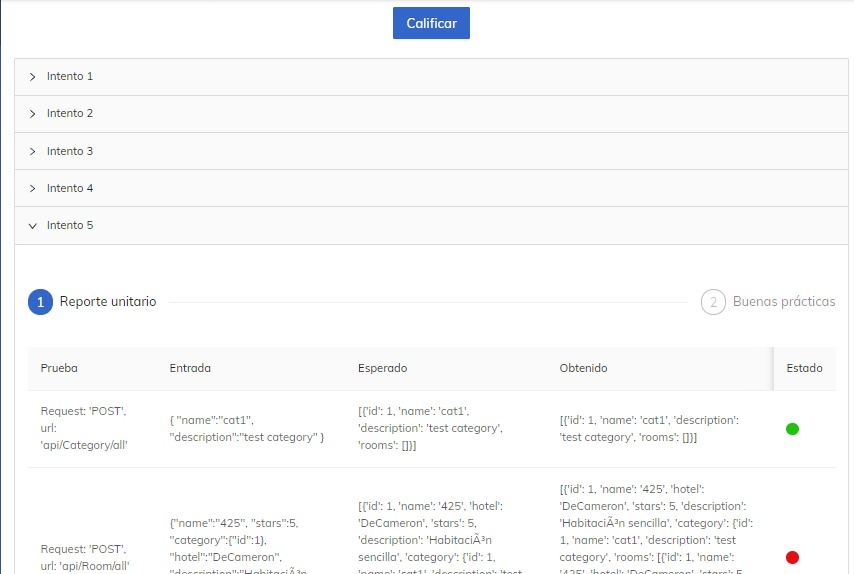 Calificar
Intento 1
Intento 2
Intento 3
Intento 4
Intento 5
1 Reporte unitario
2 Buenas prácticas
Prueba Entrada Esperado Obtenido Estado
Request: 'POST',
url:
'api/Category/all'
{ "name":"cat1",
"description":"test category" }
[{'id': 1, 'name': 'cat1',
'description': 'test category',
'rooms': []}]
[{'id': 1, 'name': 'cat1', 'description':
'test category', 'rooms': []}]
Request: 'POST',
url: 'api/Room/all'
{"name":"425", "stars":5,
"category":{"id":1},
"hotel":"DeCameron",
"description":"HabitaciÃ³n
[{'id': 1, 'name': '425', 'hotel':
'DeCameron', 'stars': 5,
'description': 'HabitaciÃ³n
sencilla', 'category': {'id': 1,
'name': 'cat1', 'description': 'test
[{'id': 1, 'name': '425', 'hotel':
'DeCameron', 'stars': 5, 'description':
'HabitaciÃ³n sencilla', 'category': {'id':
1, 'name': 'cat1', 'description': 'test
category', 'rooms': [{'id': 1, 'name':
'425', 'hotel': 'DeCameron', 'stars': 5,